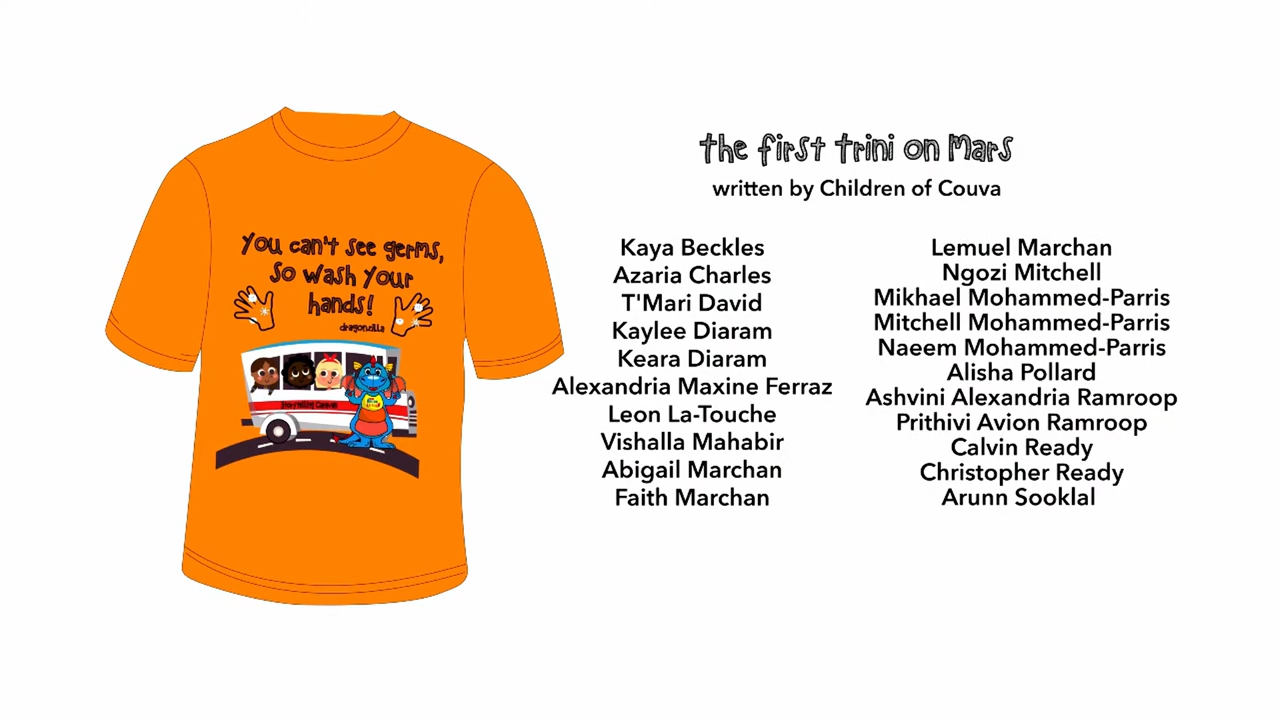 You can't see germs,
so wash your
hands!
dragonzilla
Storytelling Caravan
the first trini on Mars
written by Children of Couva
Kaya Beckles
Azaria Charles
T'Mari David
Kaylee Diaram
Keara Diaram
Alexandria Maxine Ferraz
Leon La-Touche
Vishalla Mahabir
Abigail Marchan
Faith Marchan
Lemuel Marchan
Ngozi Mitchell
Mikhael Mohammed-Parris
Mitchell Mohammed-Parris
Naeem Mohammed-Parris
Alisha Pollard
Ashvini Alexandria Ramroop
Prithivi Avion Ramroop
Calvin Ready
Christopher Ready
Arunn Sooklal